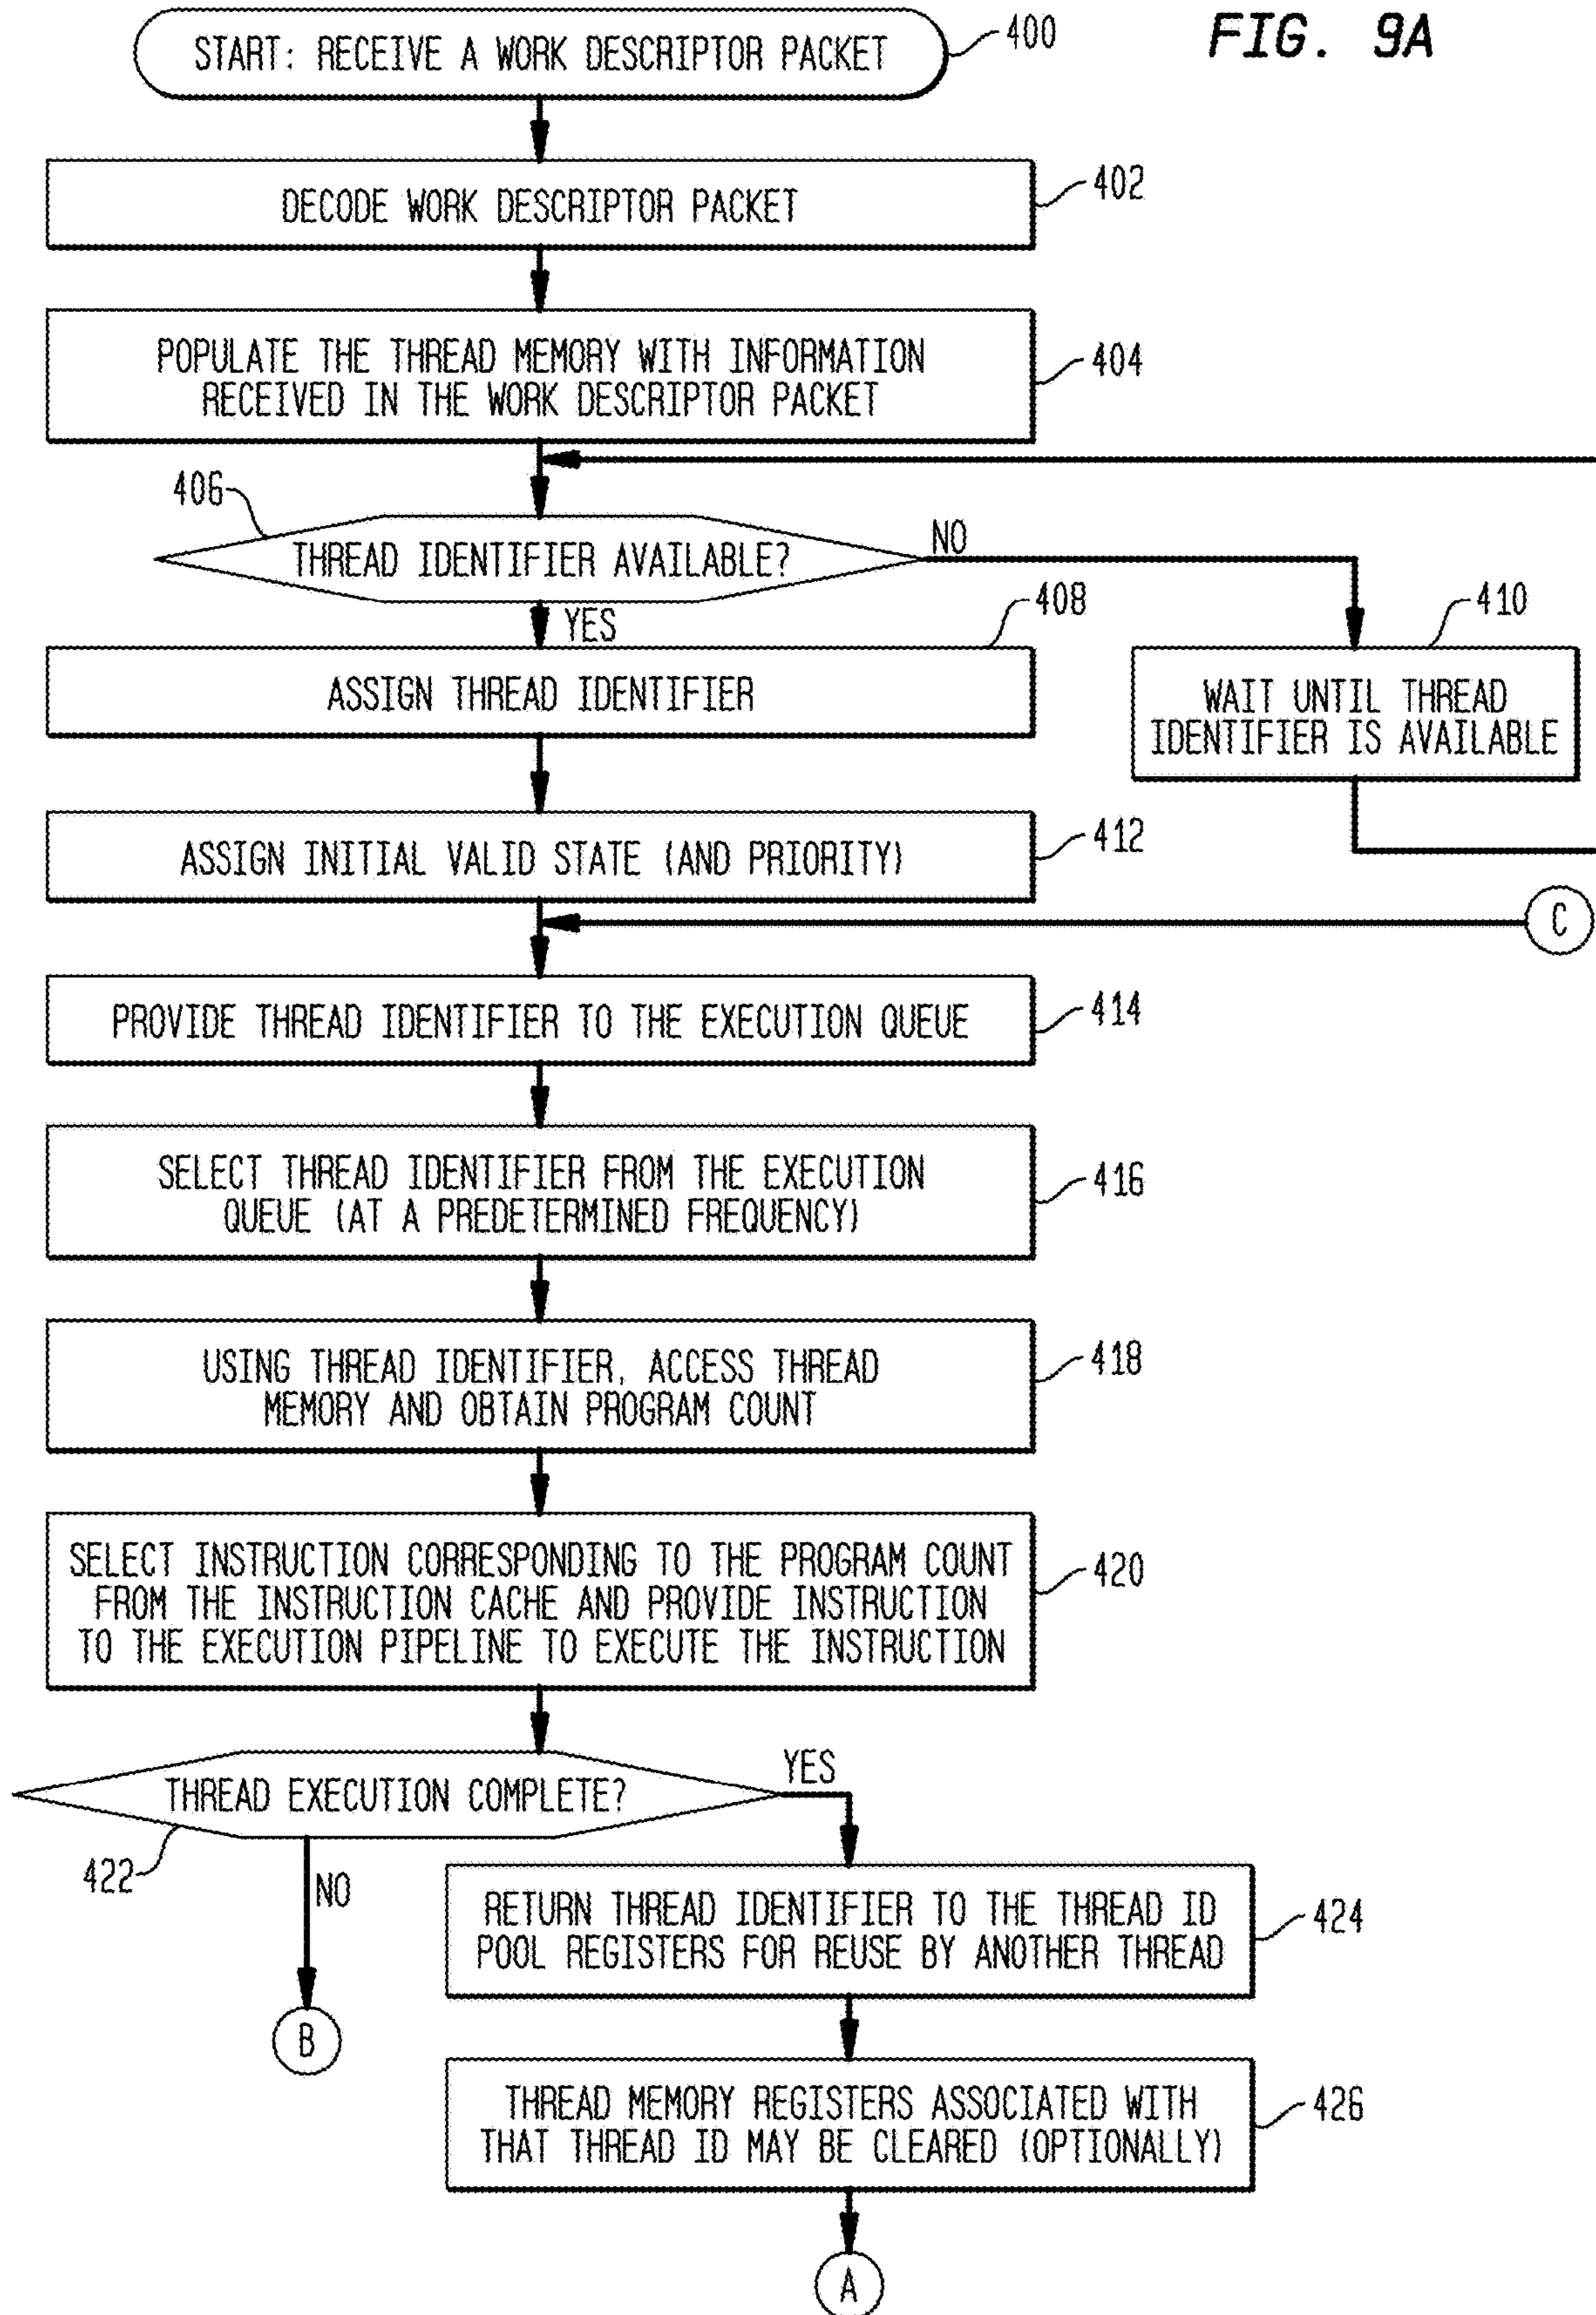 FIG. 9A
START: RECEIVE A WORK DESCRIPTOR PACKET
400
DECODE WORK DESCRIPTOR PACKET
402
POPULATE THE THREAD MEMORY WITH INFORMATION
RECEIVED IN THE WORK DESCRIPTOR PACKET
404
406
THREAD IDENTIFIER AVAILABLE?
NO
YES
408
ASSIGN THREAD IDENTIFIER
410
WAIT UNTIL THREAD
IDENTIFIER IS AVAILABLE
ASSIGN INITIAL VALID STATE (AND PRIORITY)
412
C
PROVIDE THREAD IDENTIFIER TO THE EXECUTION QUEUE
414
SELECT THREAD IDENTIFIER FROM THE EXECUTION
QUEUE (AT A PREDETERMINED FREQUENCY)
416
USING THREAD IDENTIFIER, ACCESS THREAD
MEMORY AND OBTAIN PROGRAM COUNT
418
SELECT INSTRUCTION CORRESPONDING TO THE PROGRAM COUNT
FROM THE INSTRUCTION CACHE AND PROVIDE INSTRUCTION
TO THE EXECUTION PIPELINE TO EXECUTE THE INSTRUCTION
420
THREAD EXECUTION COMPLETE?
YES
422
NO
RETURN THREAD IDENTIFIER TO THE THREAD ID
POOL REGISTERS FOR REUSE BY ANOTHER THREAD
424
B
THREAD MEMORY REGISTERS ASSOCIATED WITH
THAT THREAD ID MAY BE CLEARED (OPTIONALLY)
426
A